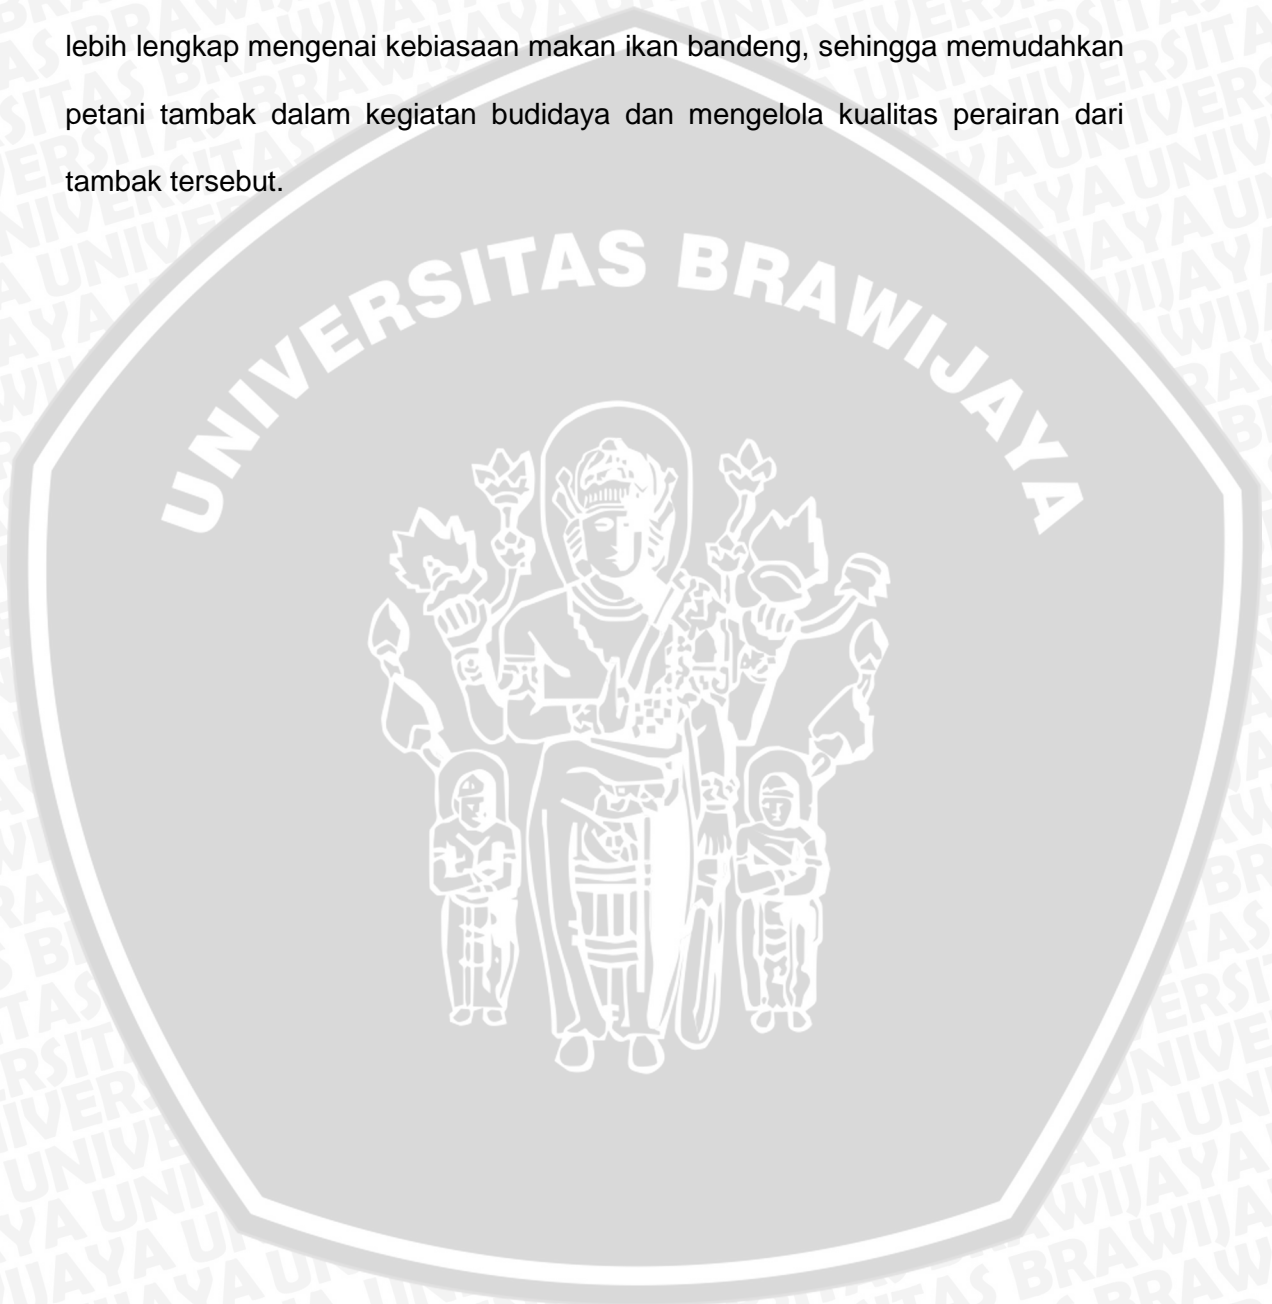 lebih lengkap mengenai kebiasaan makan ikan bandeng, sehingga memudahkan
petani tambak dalam kegiatan budidaya dan mengelola kualitas perairan dari
tambak tersebut.
UNIVERSITAS BRAWIJAYA